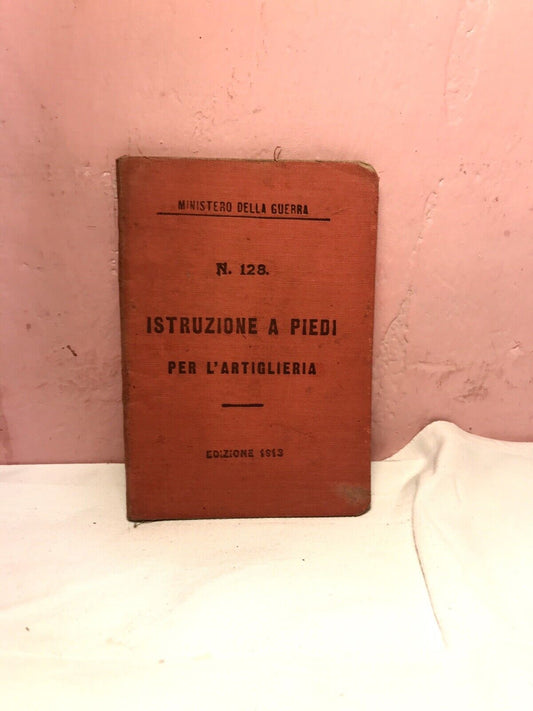 MINISTERO DELLA GUERRA
N. 128.
ISTRUZIONE A PIEDI
PER L'ARTIGLIERIA
EDIZIONE 1913